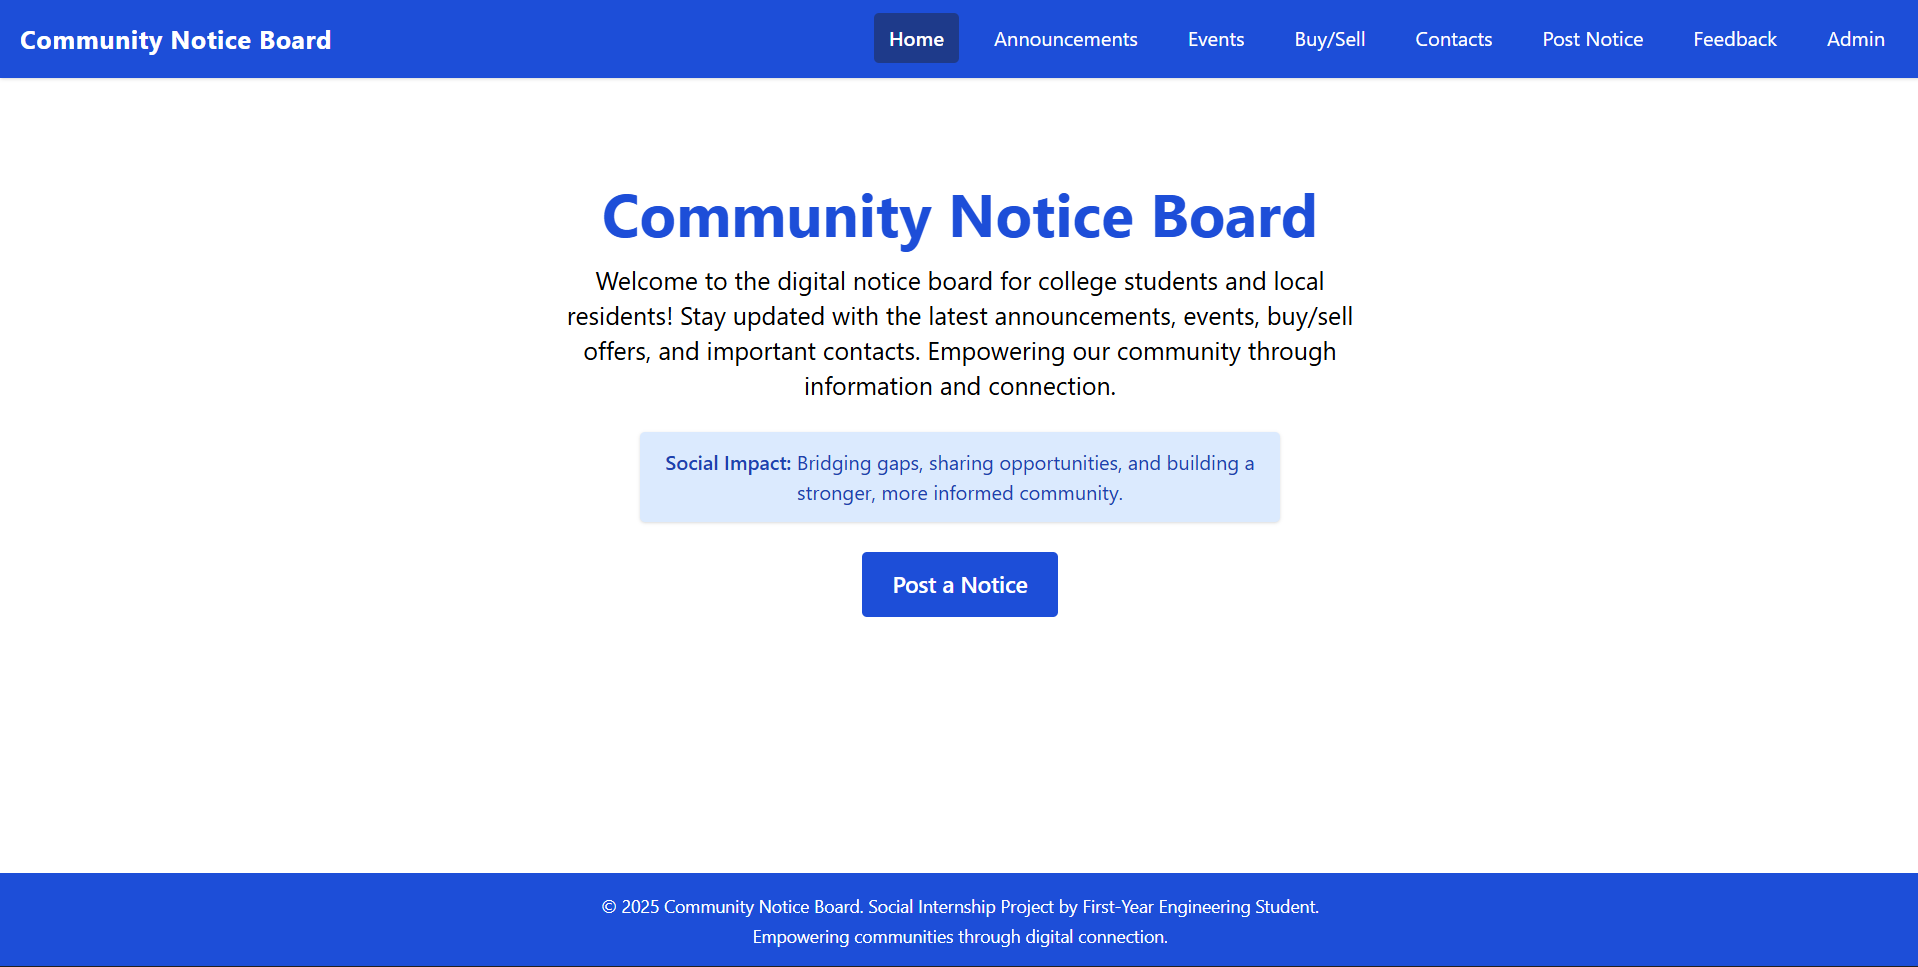 Community Notice Board
Home
Announcements
Events
Buy/Sell
Contacts
Post Notice
Feedback
Admin
Community Notice Board
Welcome to the digital notice board for college students and local
residents! Stay updated with the latest announcements, events, buy/sell
offers, and important contacts. Empowering our community through
information and connection.
Social Impact: Bridging gaps, sharing opportunities, and building a
stronger, more informed community.
Post a Notice
© 2025 Community Notice Board. Social Internship Project by First-Year Engineering Student.
Empowering communities through digital connection.